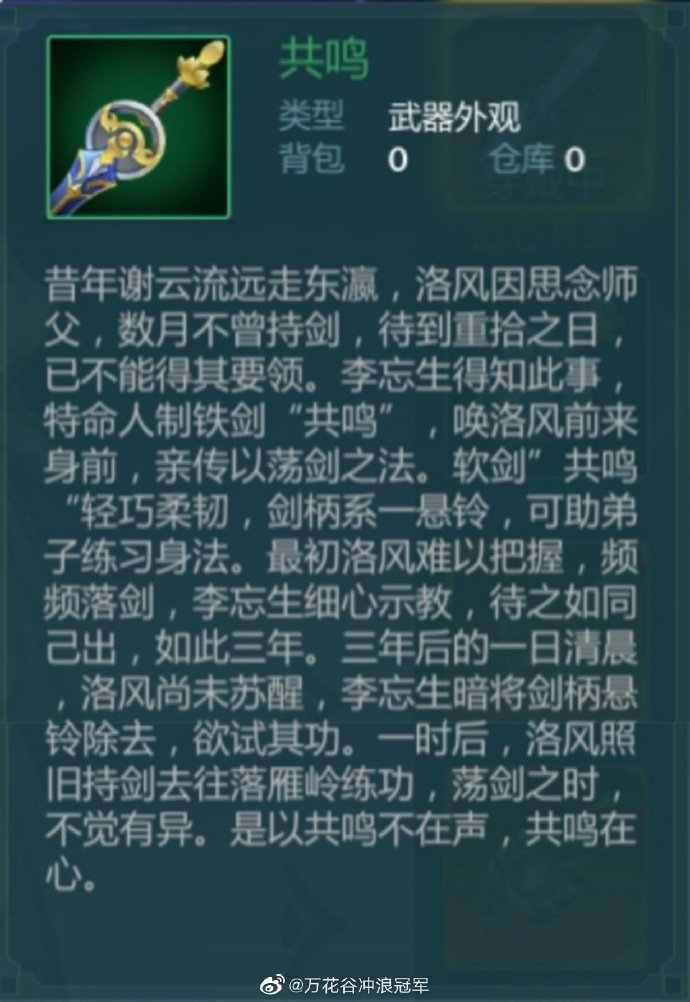 共鸣
类型 武器外观
背包 0 仓库 0
昔年谢云流远走东瀛，洛风因思念师
父，数月不曾持剑，待到重拾之日，
已不能得其要领。李忘生得知此事，
特命人制铁剑“共鸣”，唤洛风前来
身前，亲传以荡剑之法。软剑”共鸣
“轻巧柔韧，剑柄系一悬铃，可助弟
子练习身法。最初洛风难以把握，频
频落剑，李忘生细心示教，待之如同
己出，如此三年。三年后的一日清晨
，洛风尚未苏醒，李忘生暗将剑柄悬
铃除去，欲试其功。一时后，洛风照
旧持剑去往落雁岭练功，荡剑之时，
不觉有异。是以共鸣不在声，共鸣在
心。
@万花谷冲浪冠军